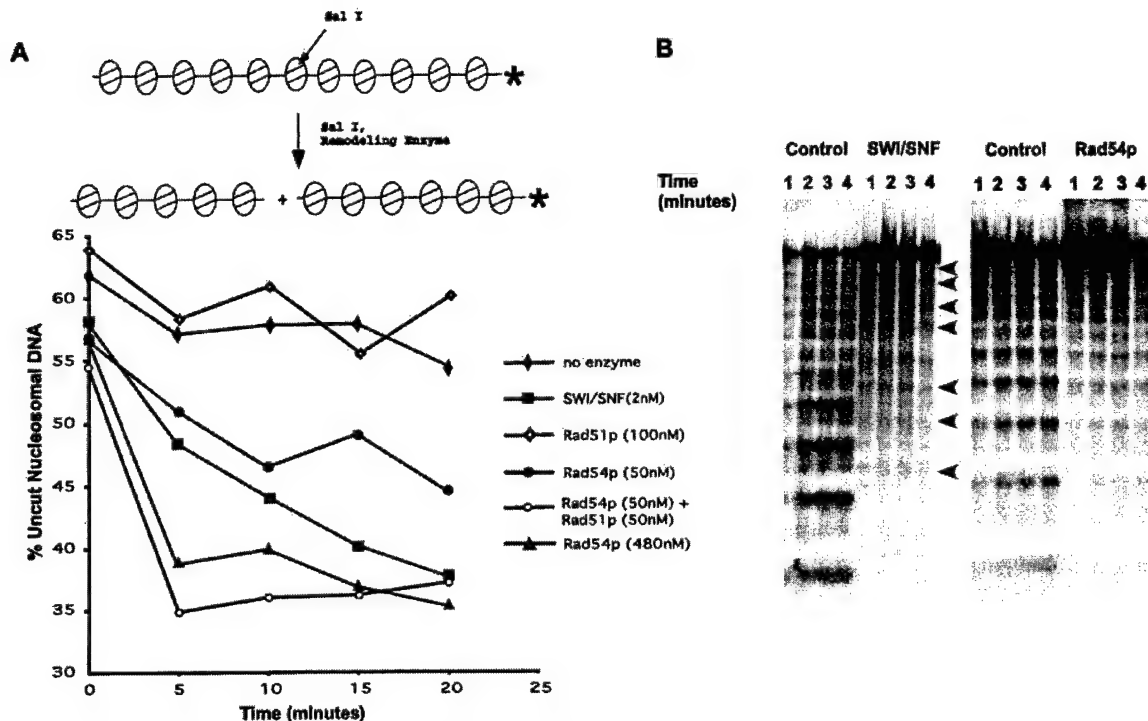 A
Sal I
*
Sal I,
Remodeling Enzyme
+
*
65
60
55
50
45
40
35
30
% Uncut Nucleosomal DNA
0 5 10 15 20 25
Time (minutes)
no enzyme
SWI/SNF(2nM)
Rad51p (100nM)
Rad54p (50nM)
Rad54p (50nM) +
Rad51p (50nM)
Rad54p (480nM)
B
Control SWI/SNF Control Rad54p
Time
(minutes)
1 2 3 4 1 2 3 4 1 2 3 4 1 2 3 4